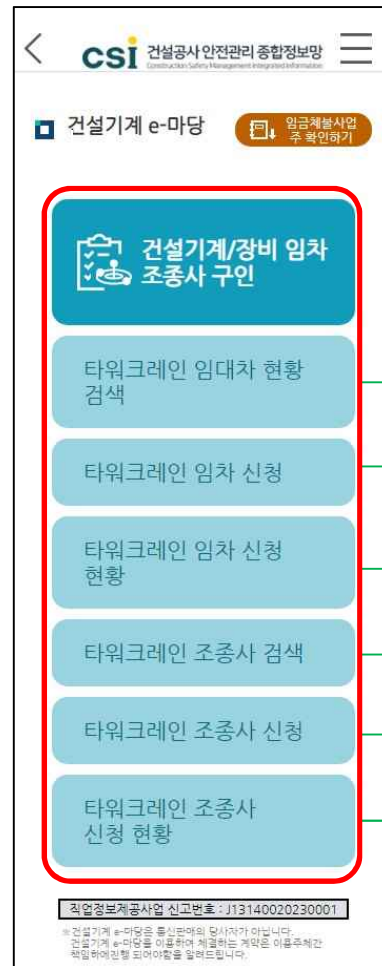 CSI 건설공사 안전관리 종합정보망
Construction Safety Management Integrated Information
건설기계 e-마당
임금체불사업
주 확인하기
건설기계/장비 임차
조종사 구인
타워크레인 임대차 현황
검색
타워크레인 임차 신청
타워크레인 임차 신청
현황
타워크레인 조종사 검색
타워크레인 조종사 신청
타워크레인 조종사
신청 현황
직업정보제공사업 신고번호 : J13140020230001
※건설기계 e-마당은 통신판매의 당사자가 아닙니다.
건설기계 e-마당을 이용하여 체결하는 계약은 이용주체간
책임하에진행 되어야함을 알려드립니다.